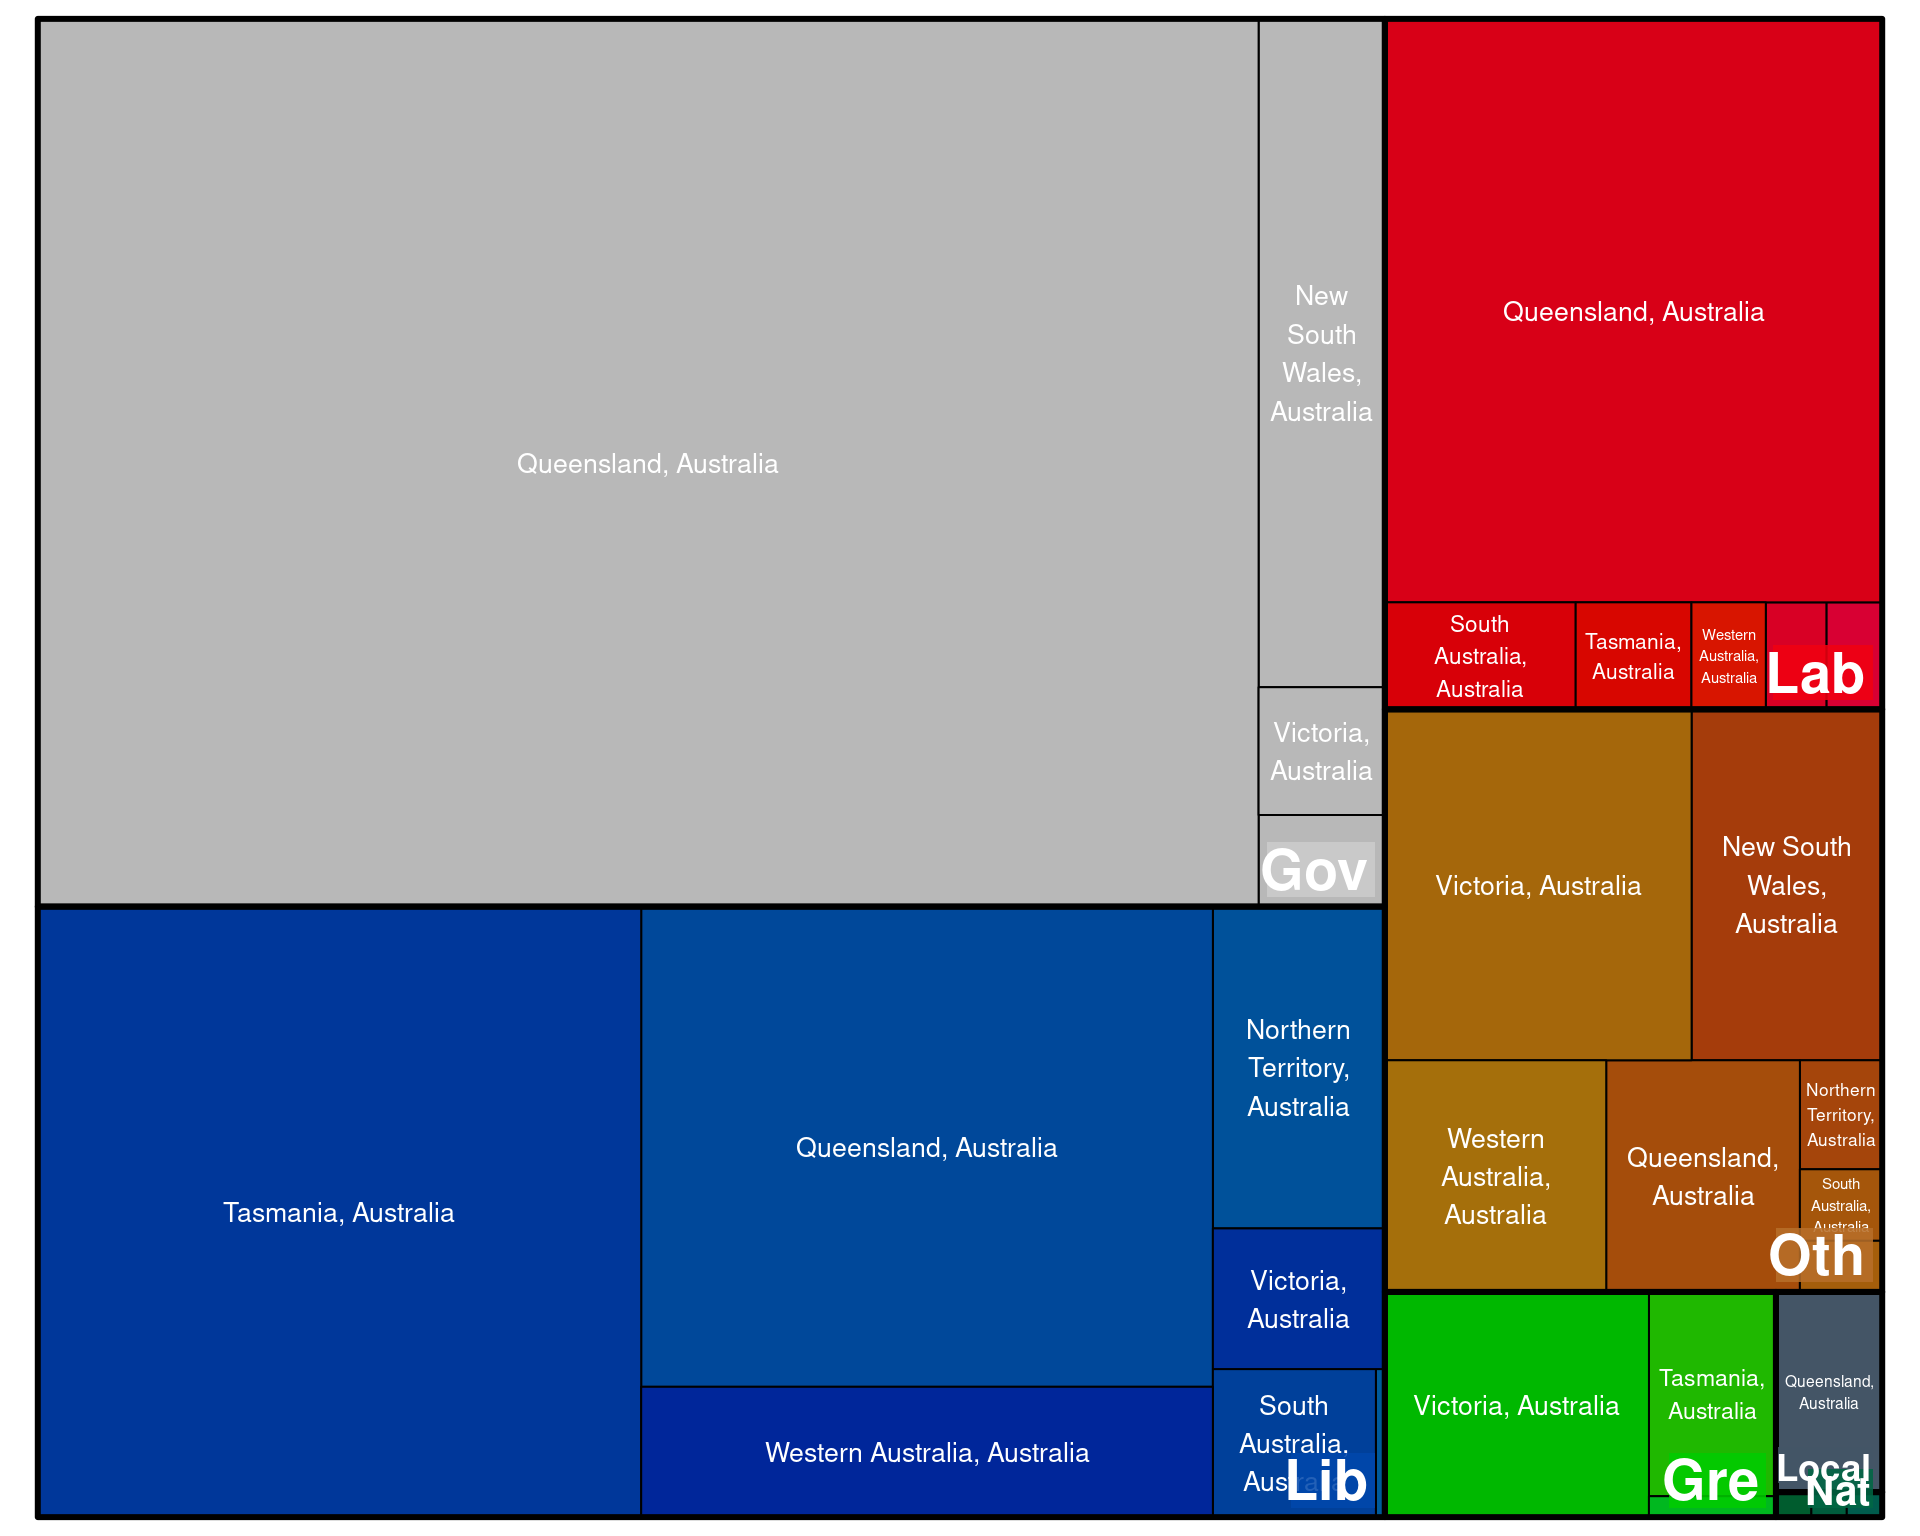 Queensland, Australia
New
South
Wales,
Australia
Victoria,
Australia
Gov
Queensland, Australia
South
Australia,
Australia
Tasmania,
Australia
Western
Australia,
Australia
Lab
Victoria, Australia
New South
Wales,
Australia
Western
Australia,
Australia
Queensland,
Australia
Northern
Territory,
Australia
South
Australia,
Australia
Oth
Tasmania, Australia
Queensland, Australia
Western Australia, Australia
Northern
Territory,
Australia
Victoria,
Australia
South
Australia,
Lib
Victoria, Australia
Tasmania,
Australia
Gre
Queensland,
Australia
Local
Nat